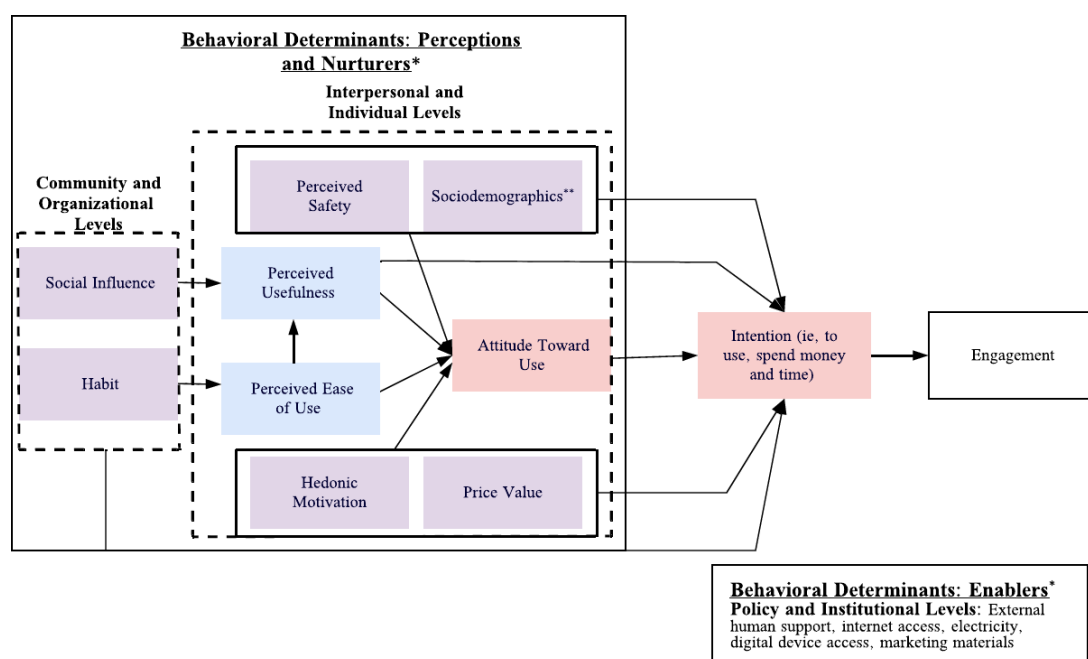 Behavioral Determinants: Perceptions
and Nurturers*
Interpersonal and
Individual Levels
Community and
Organizational
Levels
Perceived
Safety
Sociodemographics**
Social Influence
Perceived
Usefulness
Attitude Toward
Use
Intention (ie, to
use, spend money
and time)
Engagement
Habit
Perceived Ease
of Use
Hedonic
Motivation
Price Value
Behavioral Determinants: Enablers*
Policy and Institutional Levels: External
human support, internet access, electricity,
digital device access, marketing materials